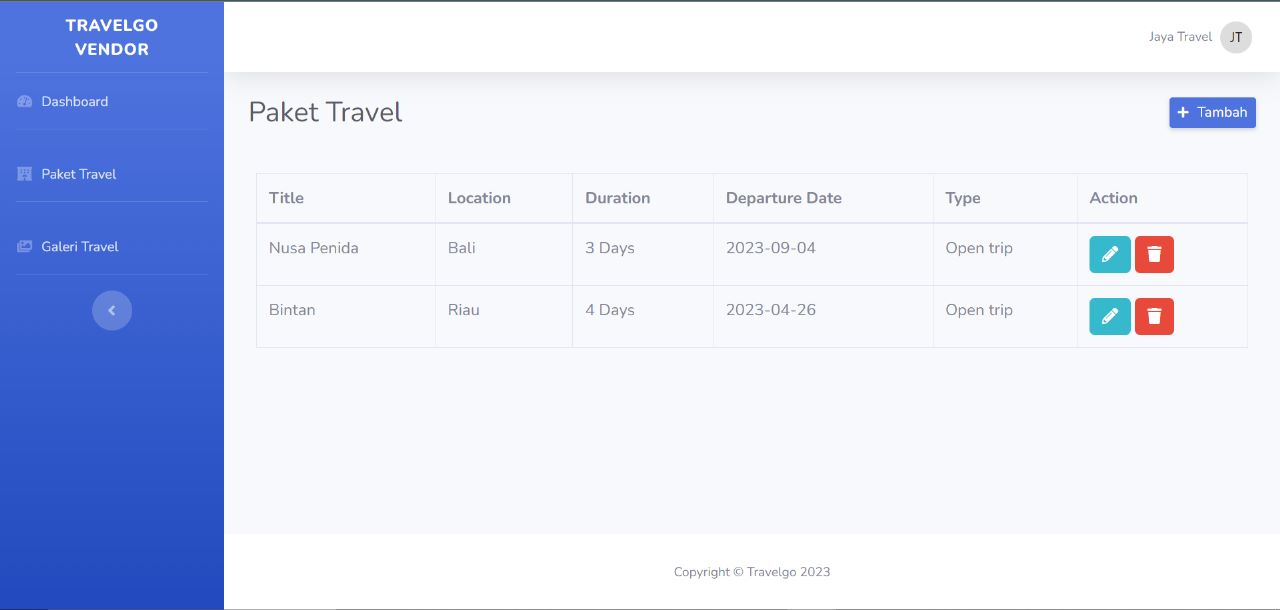 TRAVELGO
VENDOR
Dashboard
Paket Travel
Galeri Travel
Jaya Travel JT
Paket Travel
Tambah
Title Location Duration Departure Date Type Action
Nusa Penida Bali 3 Days 2023-09-04 Open trip
Bintan Riau 4 Days 2023-04-26 Open trip
Copyright © Travelgo 2023